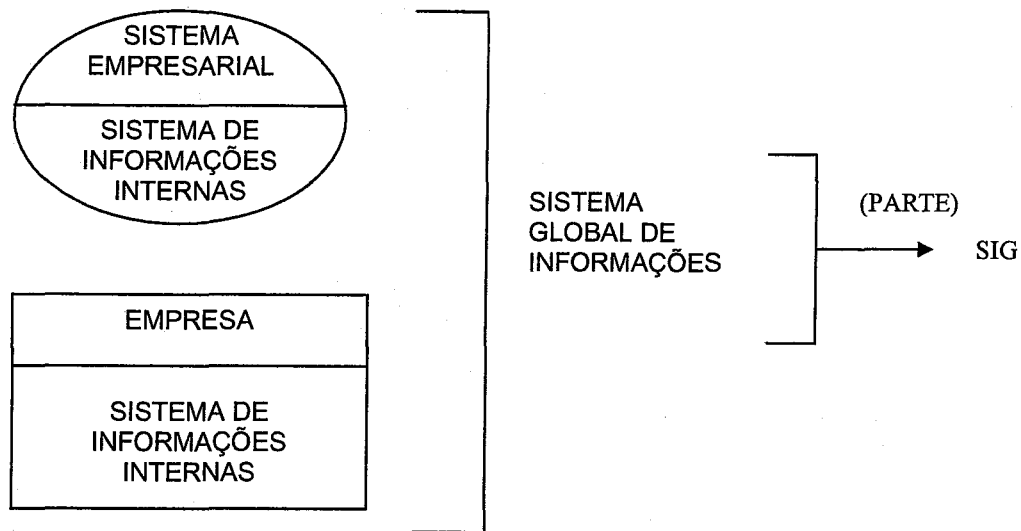 SISTEMA
EMPRESARIAL
SISTEMA DE
INFORMAÇÕES
INTERNAS
EMPRESA
SISTEMA DE
INFORMAÇÕES
INTERNAS
SISTEMA
GLOBAL DE
INFORMAÇÕES
(PARTE)
SIG